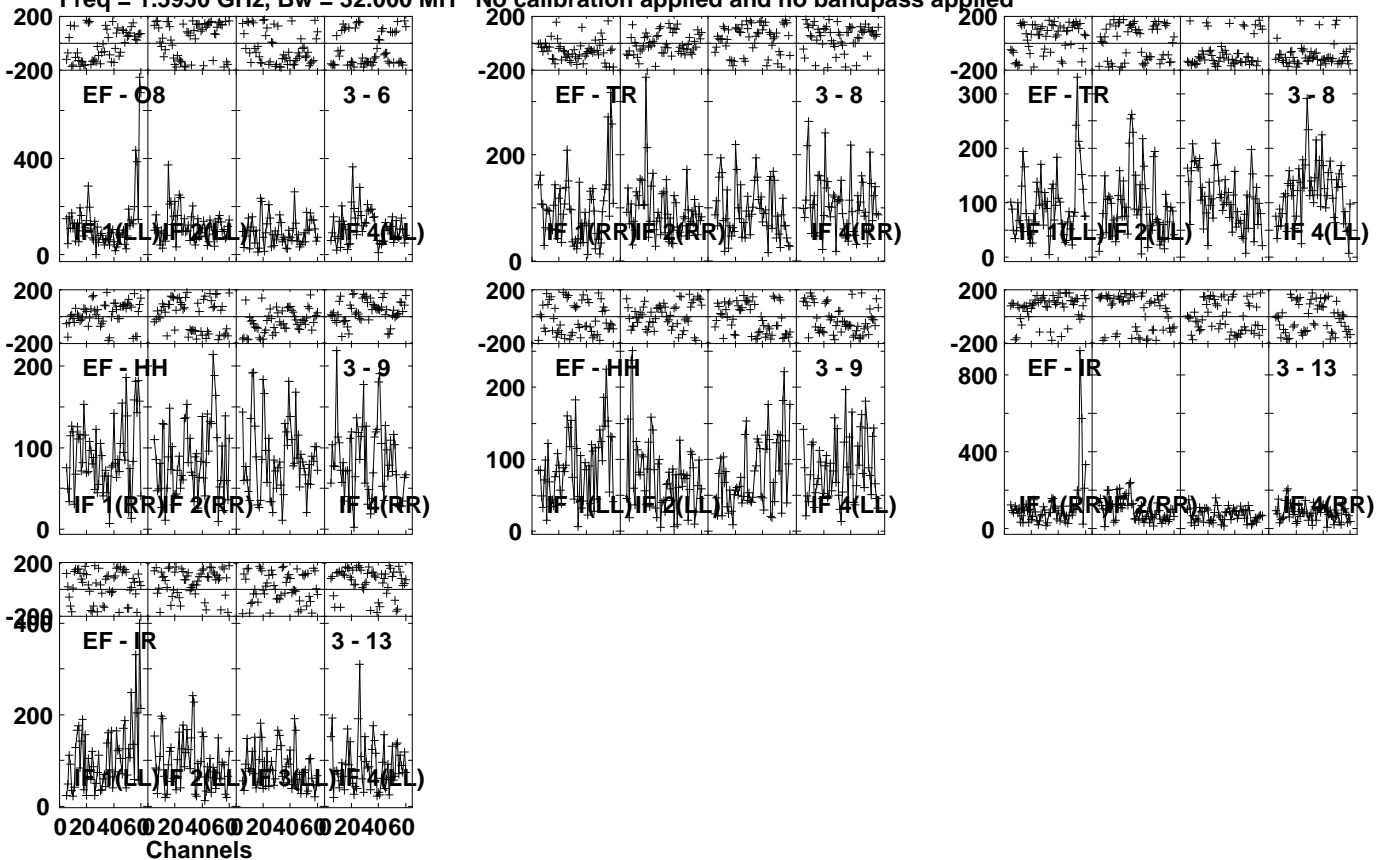 Freq = 1.5950 GHz, Bw = 32.000 MH No calibration applied and no bandpass applied
200
-200
EF - O8
3 - 6
400
0
IF 1(LL)
IF 2(LL)
IF 4(LL)
200
-200
EF - TR
3 - 8
200
0
IF 1(RR)
IF 2(RR)
IF 4(RR)
200
-200
EF - TR
3 - 8
300
200
100
0
IF 1(LL)
IF 2(LL)
IF 4(LL)
200
-200
EF - HH
3 - 9
200
100
0
IF 1(RR)
IF 2(RR)
IF 4(RR)
200
-200
EF - HH
3 - 9
200
100
0
IF 1(LL)
IF 2(LL)
IF 4(LL)
200
-200
EF - IR
3 - 13
800
400
0
IF 1(RR)
IF 2(RR)
IF 4(RR)
200
-200
EF - IR
3 - 13
400
200
0
IF 1(LL)
IF 2(LL)
IF 3(LL)
IF 4(LL)
0 20 40 60 0 20 40 60 0 20 40 60 0 20 40 60
Channels